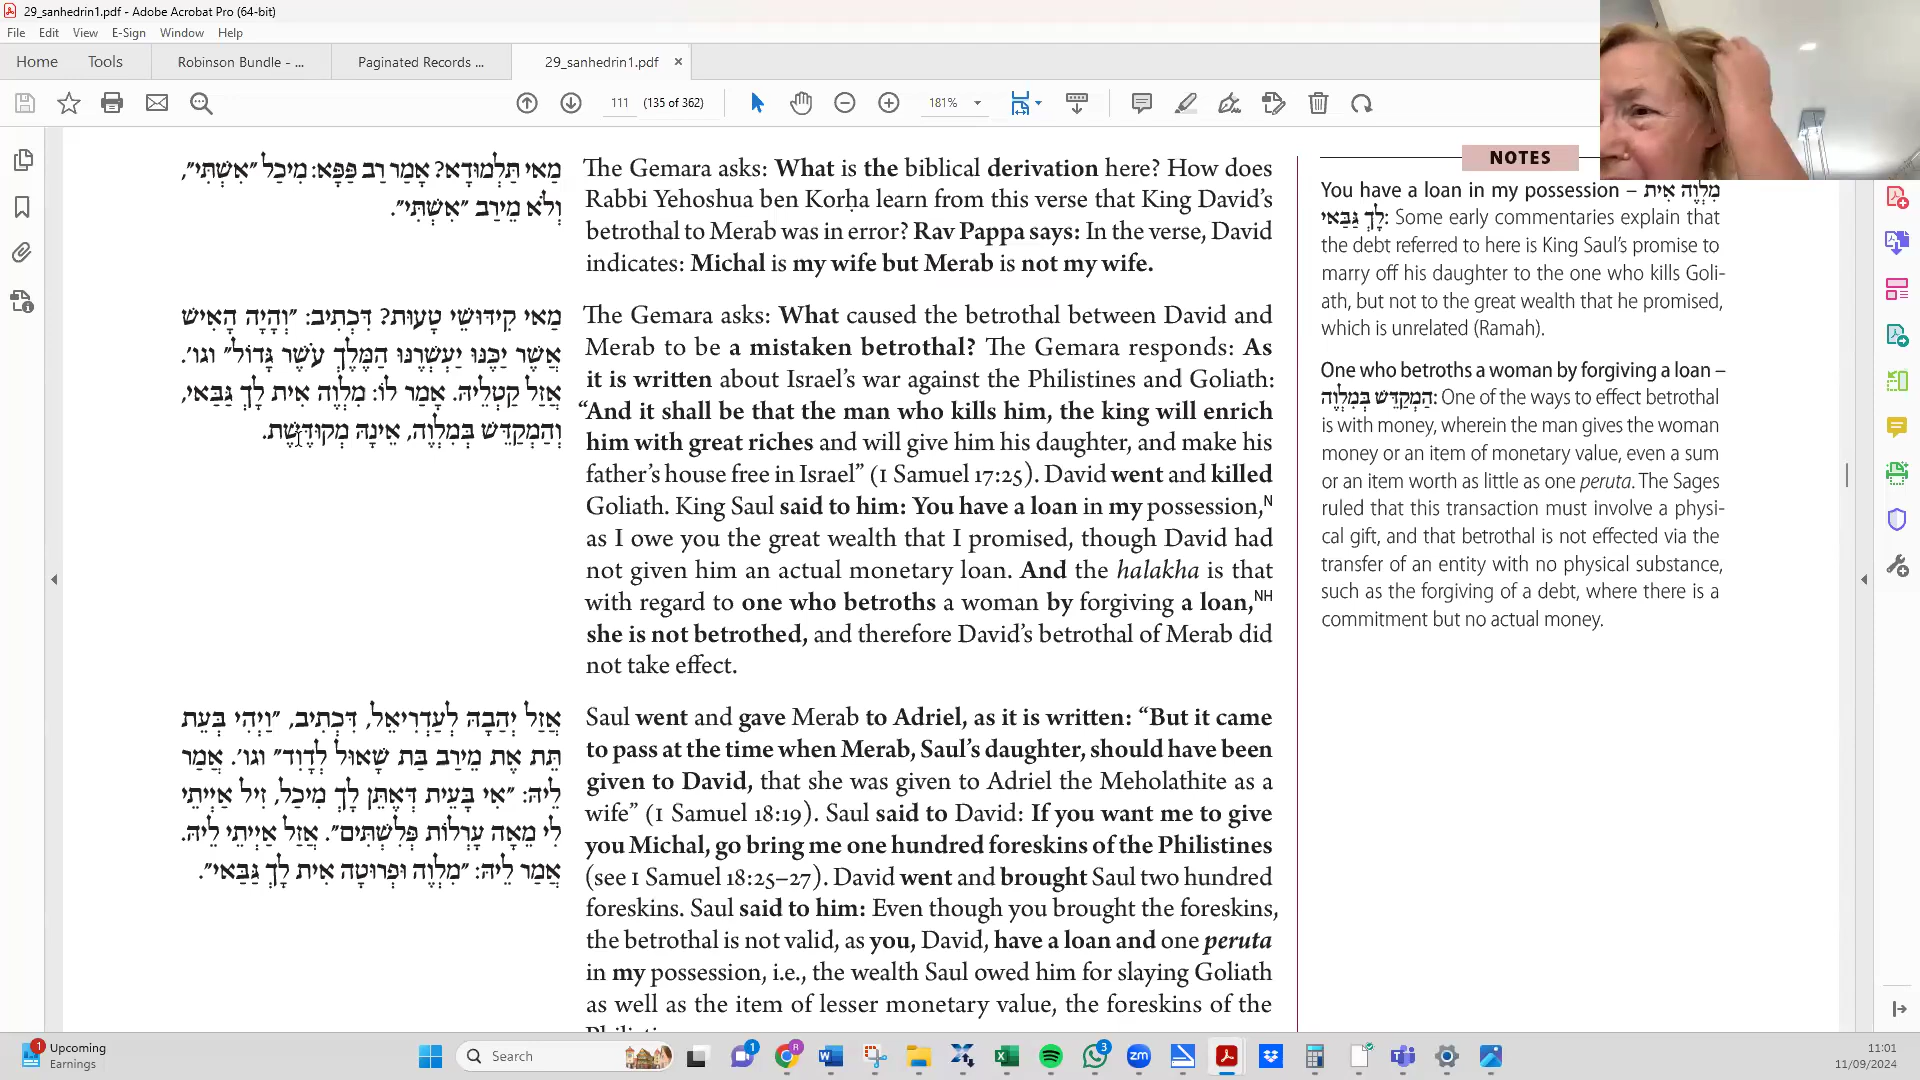 29_sanhedrin1.pdf - Adobe Acrobat Pro (64-bit)
File Edit View E-Sign Window Help
Home Tools Robinson Bundle - ... Paginated Records ... 29_sanhedrin1.pdf ×
111 (135 of 362) 181%
מַאי תַּלְמוּדָא? אָמַר רַב פַּפָּא: מִיכַל ״אִשְׁתִּי״,
וְלֹא מֵירַב ״אִשְׁתִּי״.
The Gemara asks: What is the biblical derivation here? How does
Rabbi Yehoshua ben Korḥa learn from this verse that King David’s
betrothal to Merab was in error? Rav Pappa says: In the verse, David
indicates: Michal is my wife but Merab is not my wife.
מַאי קִידּוּשֵׁי טָעוּת? דִּכְתִיב: ״וְהָיָה הָאִישׁ
אֲשֶׁר יַכֶּנּוּ יַעְשְׁרֶנּוּ הַמֶּלֶךְ עֹשֶׁר גָּדוֹל״ וגו׳.
אֲזַל קַטְלֵיהּ. אָמַר לוֹ: מִלְוֶה אִית לָךְ גַּבַּאי,
וְהַמְקַדֵּשׁ בְּמִלְוֶה, אֵינָהּ מְקוּדֶּשֶׁת.
The Gemara asks: What caused the betrothal between David and
Merab to be a mistaken betrothal? The Gemara responds: As
it is written about Israel’s war against the Philistines and Goliath:
“And it shall be that the man who kills him, the king will enrich
him with great riches and will give him his daughter, and make his
father’s house free in Israel” (I Samuel 17:25). David went and killed
Goliath. King Saul said to him: You have a loan in my possession,N
as I owe you the great wealth that I promised, though David had
not given him an actual monetary loan. And the halakha is that
with regard to one who betroths a woman by forgiving a loan,NH
she is not betrothed, and therefore David’s betrothal of Merab did
not take effect.
אֲזַל יַהֲבָהּ לְעַדְרִיאֵל, דִּכְתִיב, ״וַיְהִי בְּעֵת
תֵּת אֶת מֵירַב בַּת שָׁאוּל לְדָוִד״ וגו׳. אֲמַר
לֵיהּ: ״אִי בָּעֵית דְּאֶתֵּן לָךְ מִיכַל, זִיל אַיְיתֵי
לִי מֵאָה עָרְלוֹת פְּלִשְׁתִּים״. אֲזַל אַיְיתִי לֵיהּ.
אֲמַר לֵיהּ: ״מִלְוֶה וּפְרוּטָה אִית לָךְ גַּבַּאי״.
Saul went and gave Merab to Adriel, as it is written: “But it came
to pass at the time when Merab, Saul’s daughter, should have been
given to David, that she was given to Adriel the Meholathite as a
wife” (I Samuel 18:19). Saul said to David: If you want me to give
you Michal, go bring me one hundred foreskins of the Philistines
(see I Samuel 18:25–27). David went and brought Saul two hundred
foreskins. Saul said to him: Even though you brought the foreskins,
the betrothal is not valid, as you, David, have a loan and one peruta
in my possession, i.e., the wealth Saul owed him for slaying Goliath
as well as the item of lesser monetary value, the foreskins of the
NOTES
You have a loan in my possession – מִלְוֶה אִית
לָךְ גַּבַּאי: Some early commentaries explain that
the debt referred to here is King Saul’s promise to
marry off his daughter to the one who kills Goli-
ath, but not to the great wealth that he promised,
which is unrelated (Ramah).
One who betroths a woman by forgiving a loan –
הַמְקַדֵּשׁ בְּמִלְוֶה: One of the ways to effect betrothal
is with money, wherein the man gives the woman
money or an item of monetary value, even a sum
or an item worth as little as one peruta. The Sages
ruled that this transaction must involve a physi-
cal gift, and that betrothal is not effected via the
transfer of an entity with no physical substance,
such as the forgiving of a debt, where there is a
commitment but no actual money.
1 Upcoming
Earnings
Search
1
R
3
zm
11:01
11/09/2024